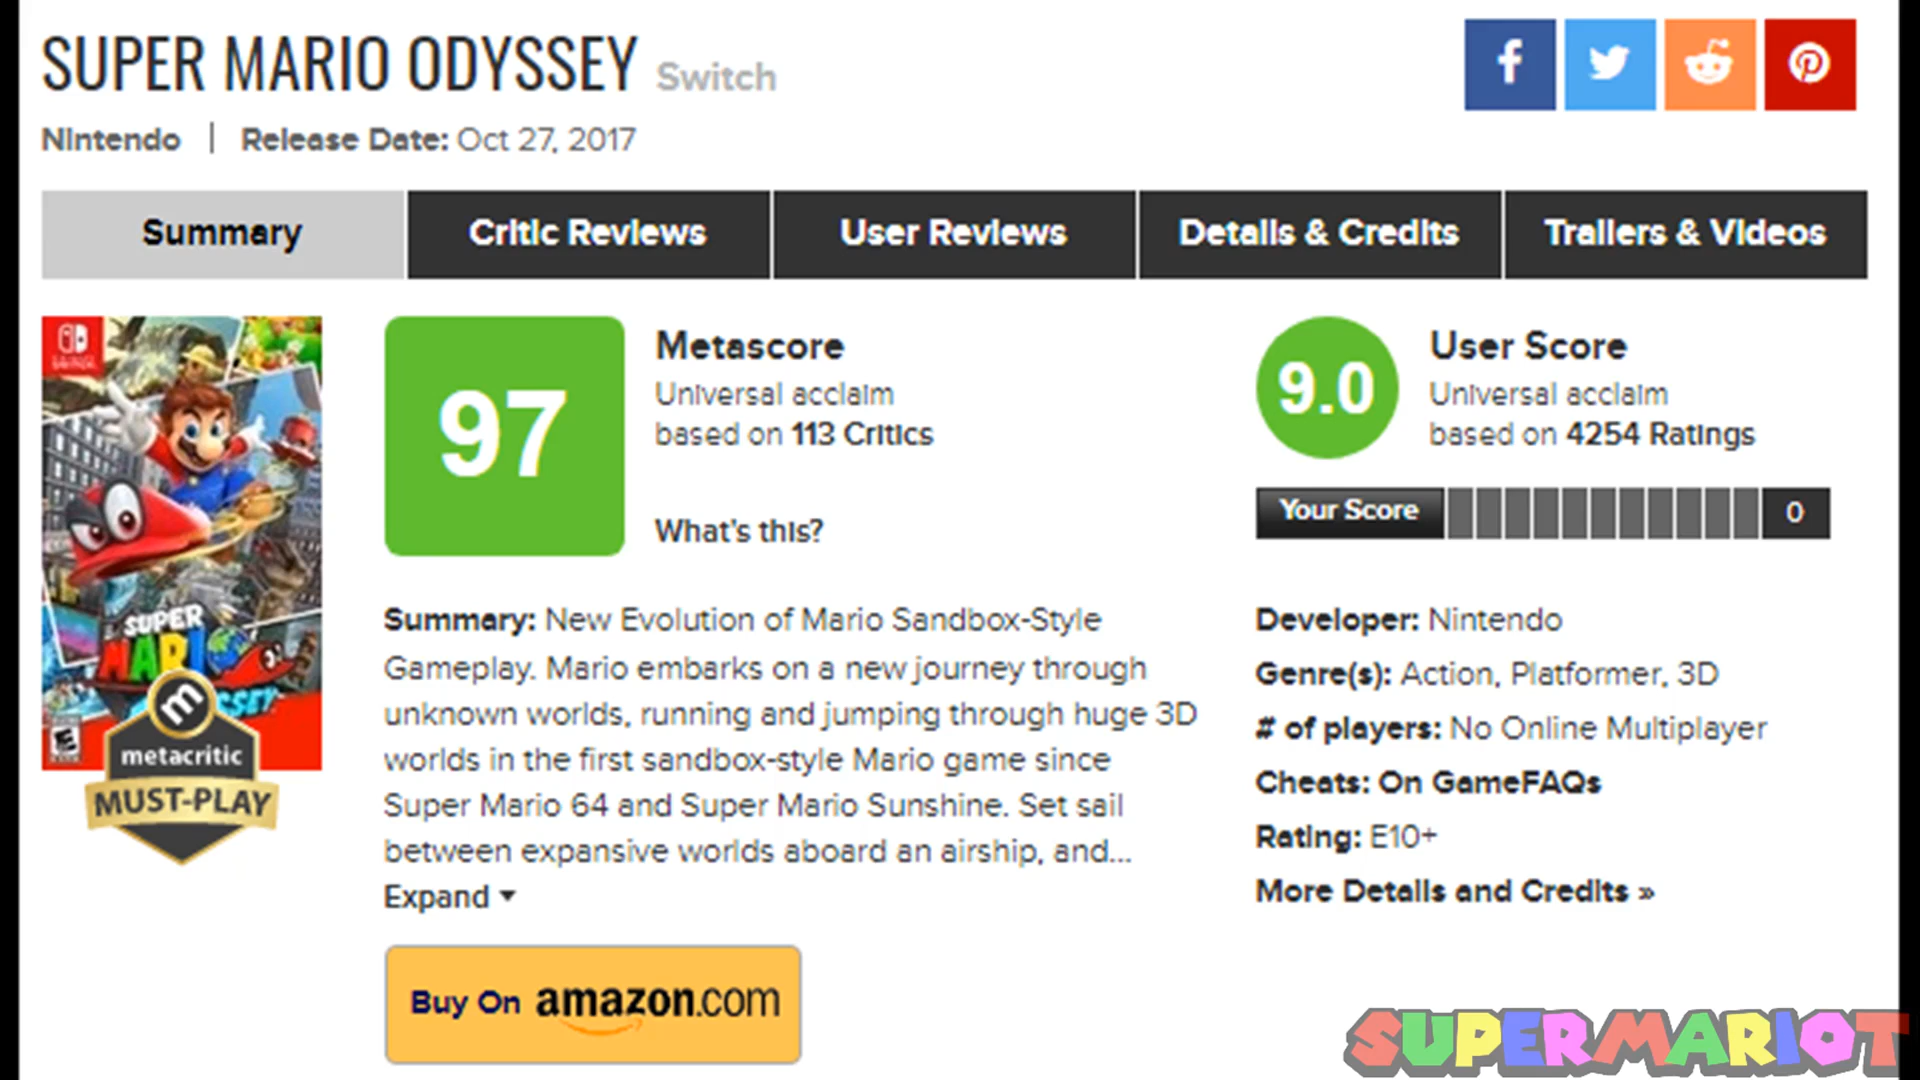 SUPER MARIO ODYSSEY Switch
Nintendo | Release Date: Oct 27, 2017
Summary
Critic Reviews
User Reviews
Details & Credits
Trailers & Videos
97
Metascore
Universal acclaim
based on 113 Critics
What's this?
9.0
User Score
Universal acclaim
based on 4254 Ratings
Your Score
0
SUPER
MARIO
metacritic
MUST-PLAY
E
Summary: New Evolution of Mario Sandbox-Style
Gameplay. Mario embarks on a new journey through
unknown worlds, running and jumping through huge 3D
worlds in the first sandbox-style Mario game since
Super Mario 64 and Super Mario Sunshine. Set sail
between expansive worlds aboard an airship, and...
Expand
Developer: Nintendo
Genre(s): Action, Platformer, 3D
# of players: No Online Multiplayer
Cheats: On GameFAQs
Rating: E10+
More Details and Credits »
Buy On amazon.com
SUPERMARIOT